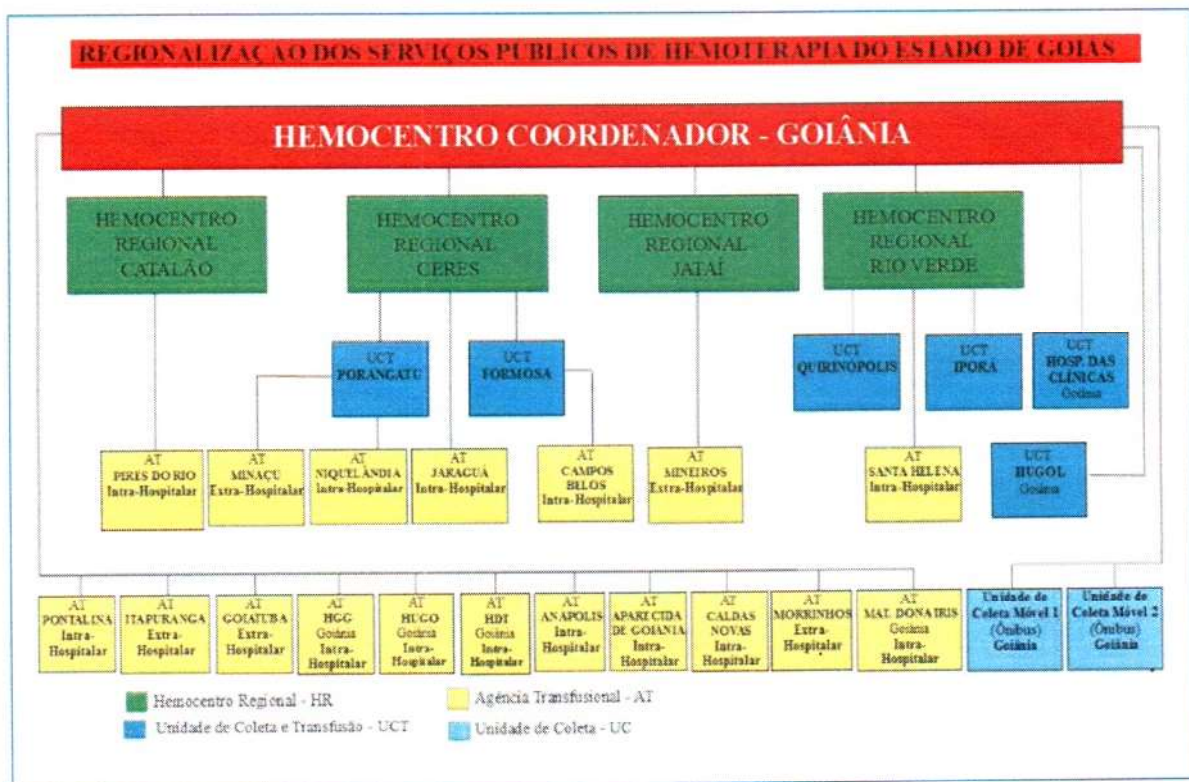 REGIONALIZAÇAO DOS SERVIÇOS PUBLICOS DE HEMOTERAPIA DO ESTADO DE GOIÁS
HEMOCENTRO COORDENADOR - GOIÂNIA
HEMOCENTRO
REGIONAL
CATALÃO
HEMOCENTRO
REGIONAL
CERES
HEMOCENTRO
REGIONAL
JATAÍ
HEMOCENTRO
REGIONAL
RIO VERDE
UCT
PORANGATU
UCT
FORMOSA
UCT
QUIRINÓPOLIS
UCT
IPORÁ
UCT
HOSP. DAS
CLÍNICAS
Goiânia
AT
PIRES DO RIO
Intra-Hospitalar
AT
MINAÇU
Extra-Hospitalar
AT
NIQUELÂNDIA
Intra-Hospitalar
AT
JARAGUÁ
Intra-Hospitalar
AT
CAMPOS
BELOS
Intra-Hospitalar
AT
MINEIROS
Extra-Hospitalar
AT
SANTA HELENA
Intra-Hospitalar
UCT
HUGOL
Goiânia
AT
PONTALINA
Intra-
Hospitalar
AT
ITAPURANGA
Extra-
Hospitalar
AT
GOIATUBA
Extra-
Hospitalar
AT
HGG
Goiânia
Intra-
Hospitalar
AT
HUGO
Goiânia
Intra-
Hospitalar
AT
HDT
Goiânia
Intra-
Hospitalar
AT
ANÁPOLIS
Intra-
Hospitalar
AT
APARECIDA
DE GOIÂNIA
Intra-
Hospitalar
AT
CALDAS
NOVAS
Intra-
Hospitalar
AT
MORRINHOS
Extra-
Hospitalar
AT
MAT. DONA IRIS
Goiânia
Intra-
Hospitalar
Unidade de
Coleta Móvel 1
(Ônibus)
Goiânia
Unidade de
Coleta Móvel 2
(Ônibus)
Goiânia
Hemocentro Regional - HR
Agência Transfusional - AT
Unidade de Coleta e Transfusão - UCT
Unidade de Coleta - UC